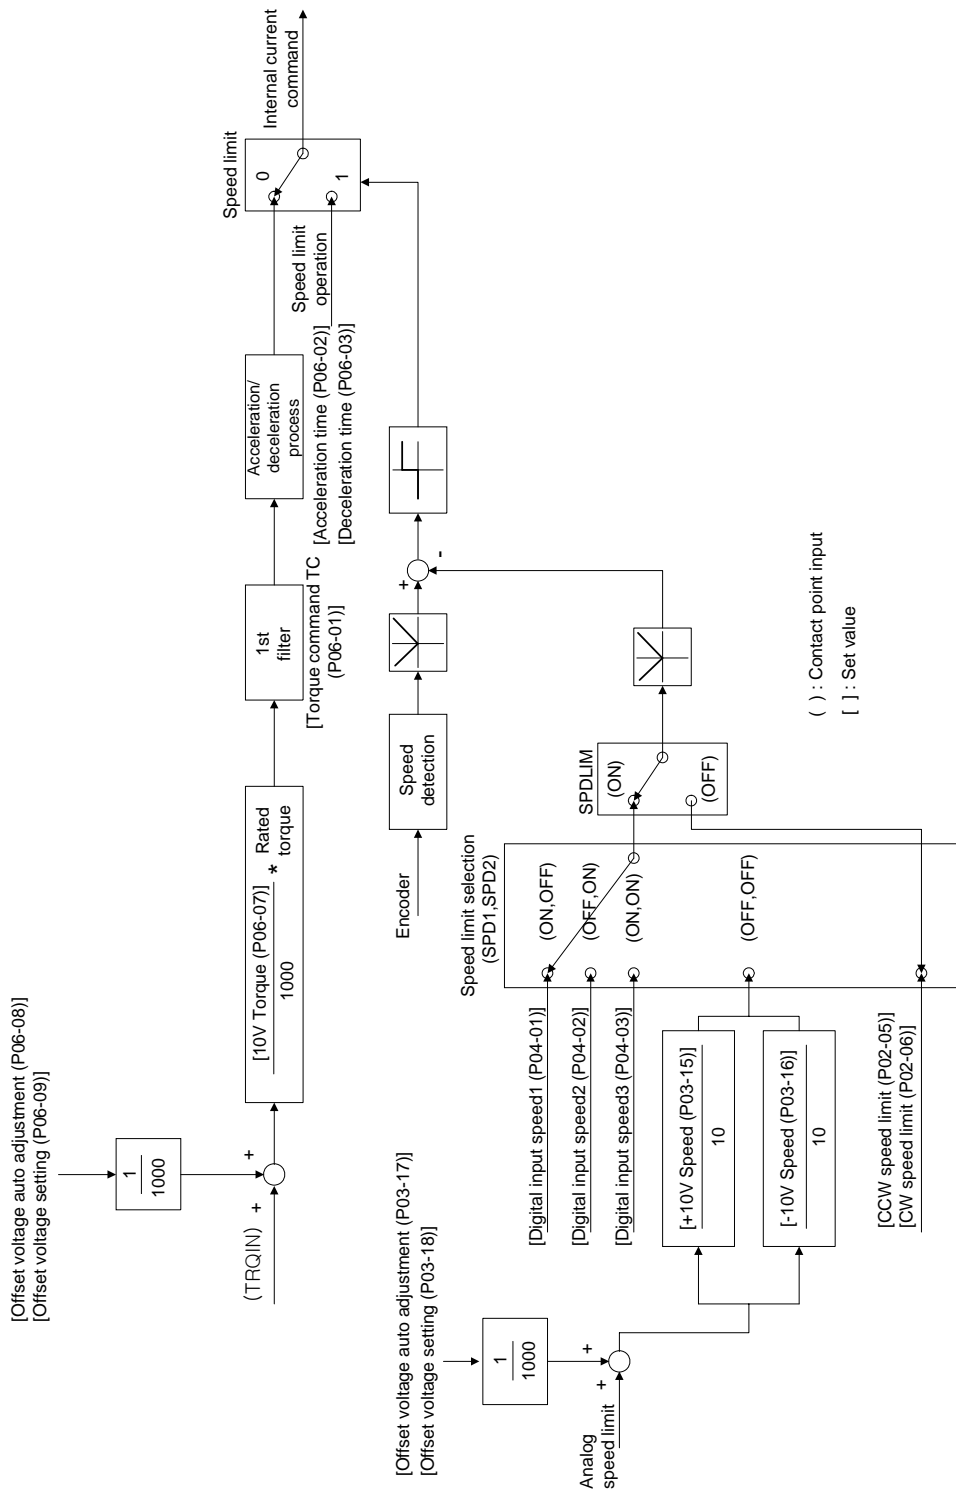 [Offset voltage auto adjustment (P06-08)]
[Offset voltage setting (P06-09)]
1
1000
(TRQIN)
+
+
[10V Torque (P06-07)]
1000
*
Rated
torque
1st
filter
[Torque command TC
(P06-01)]
Acceleration/
deceleration
process
[Acceleration time (P06-02)]
[Deceleration time (P06-03)]
Speed limit
operation
Speed limit
0
1
Internal current
command
Encoder
Speed
detection
+
-
[Offset voltage auto adjustment (P03-17)]
[Offset voltage setting (P03-18)]
1
1000
Analog
speed limit
+
+
[Digital input speed1 (P04-01)]
[Digital input speed2 (P04-02)]
[Digital input speed3 (P04-03)]
[+10V Speed (P03-15)]
10
[-10V Speed (P03-16)]
10
[CCW speed limit (P02-05)]
[CW speed limit (P02-06)]
Speed limit selection
(SPD1,SPD2)
(ON,OFF)
(OFF,ON)
(ON,ON)
(OFF,OFF)
SPDLIM
(ON)
(OFF)
( ) : Contact point input
[ ] : Set value